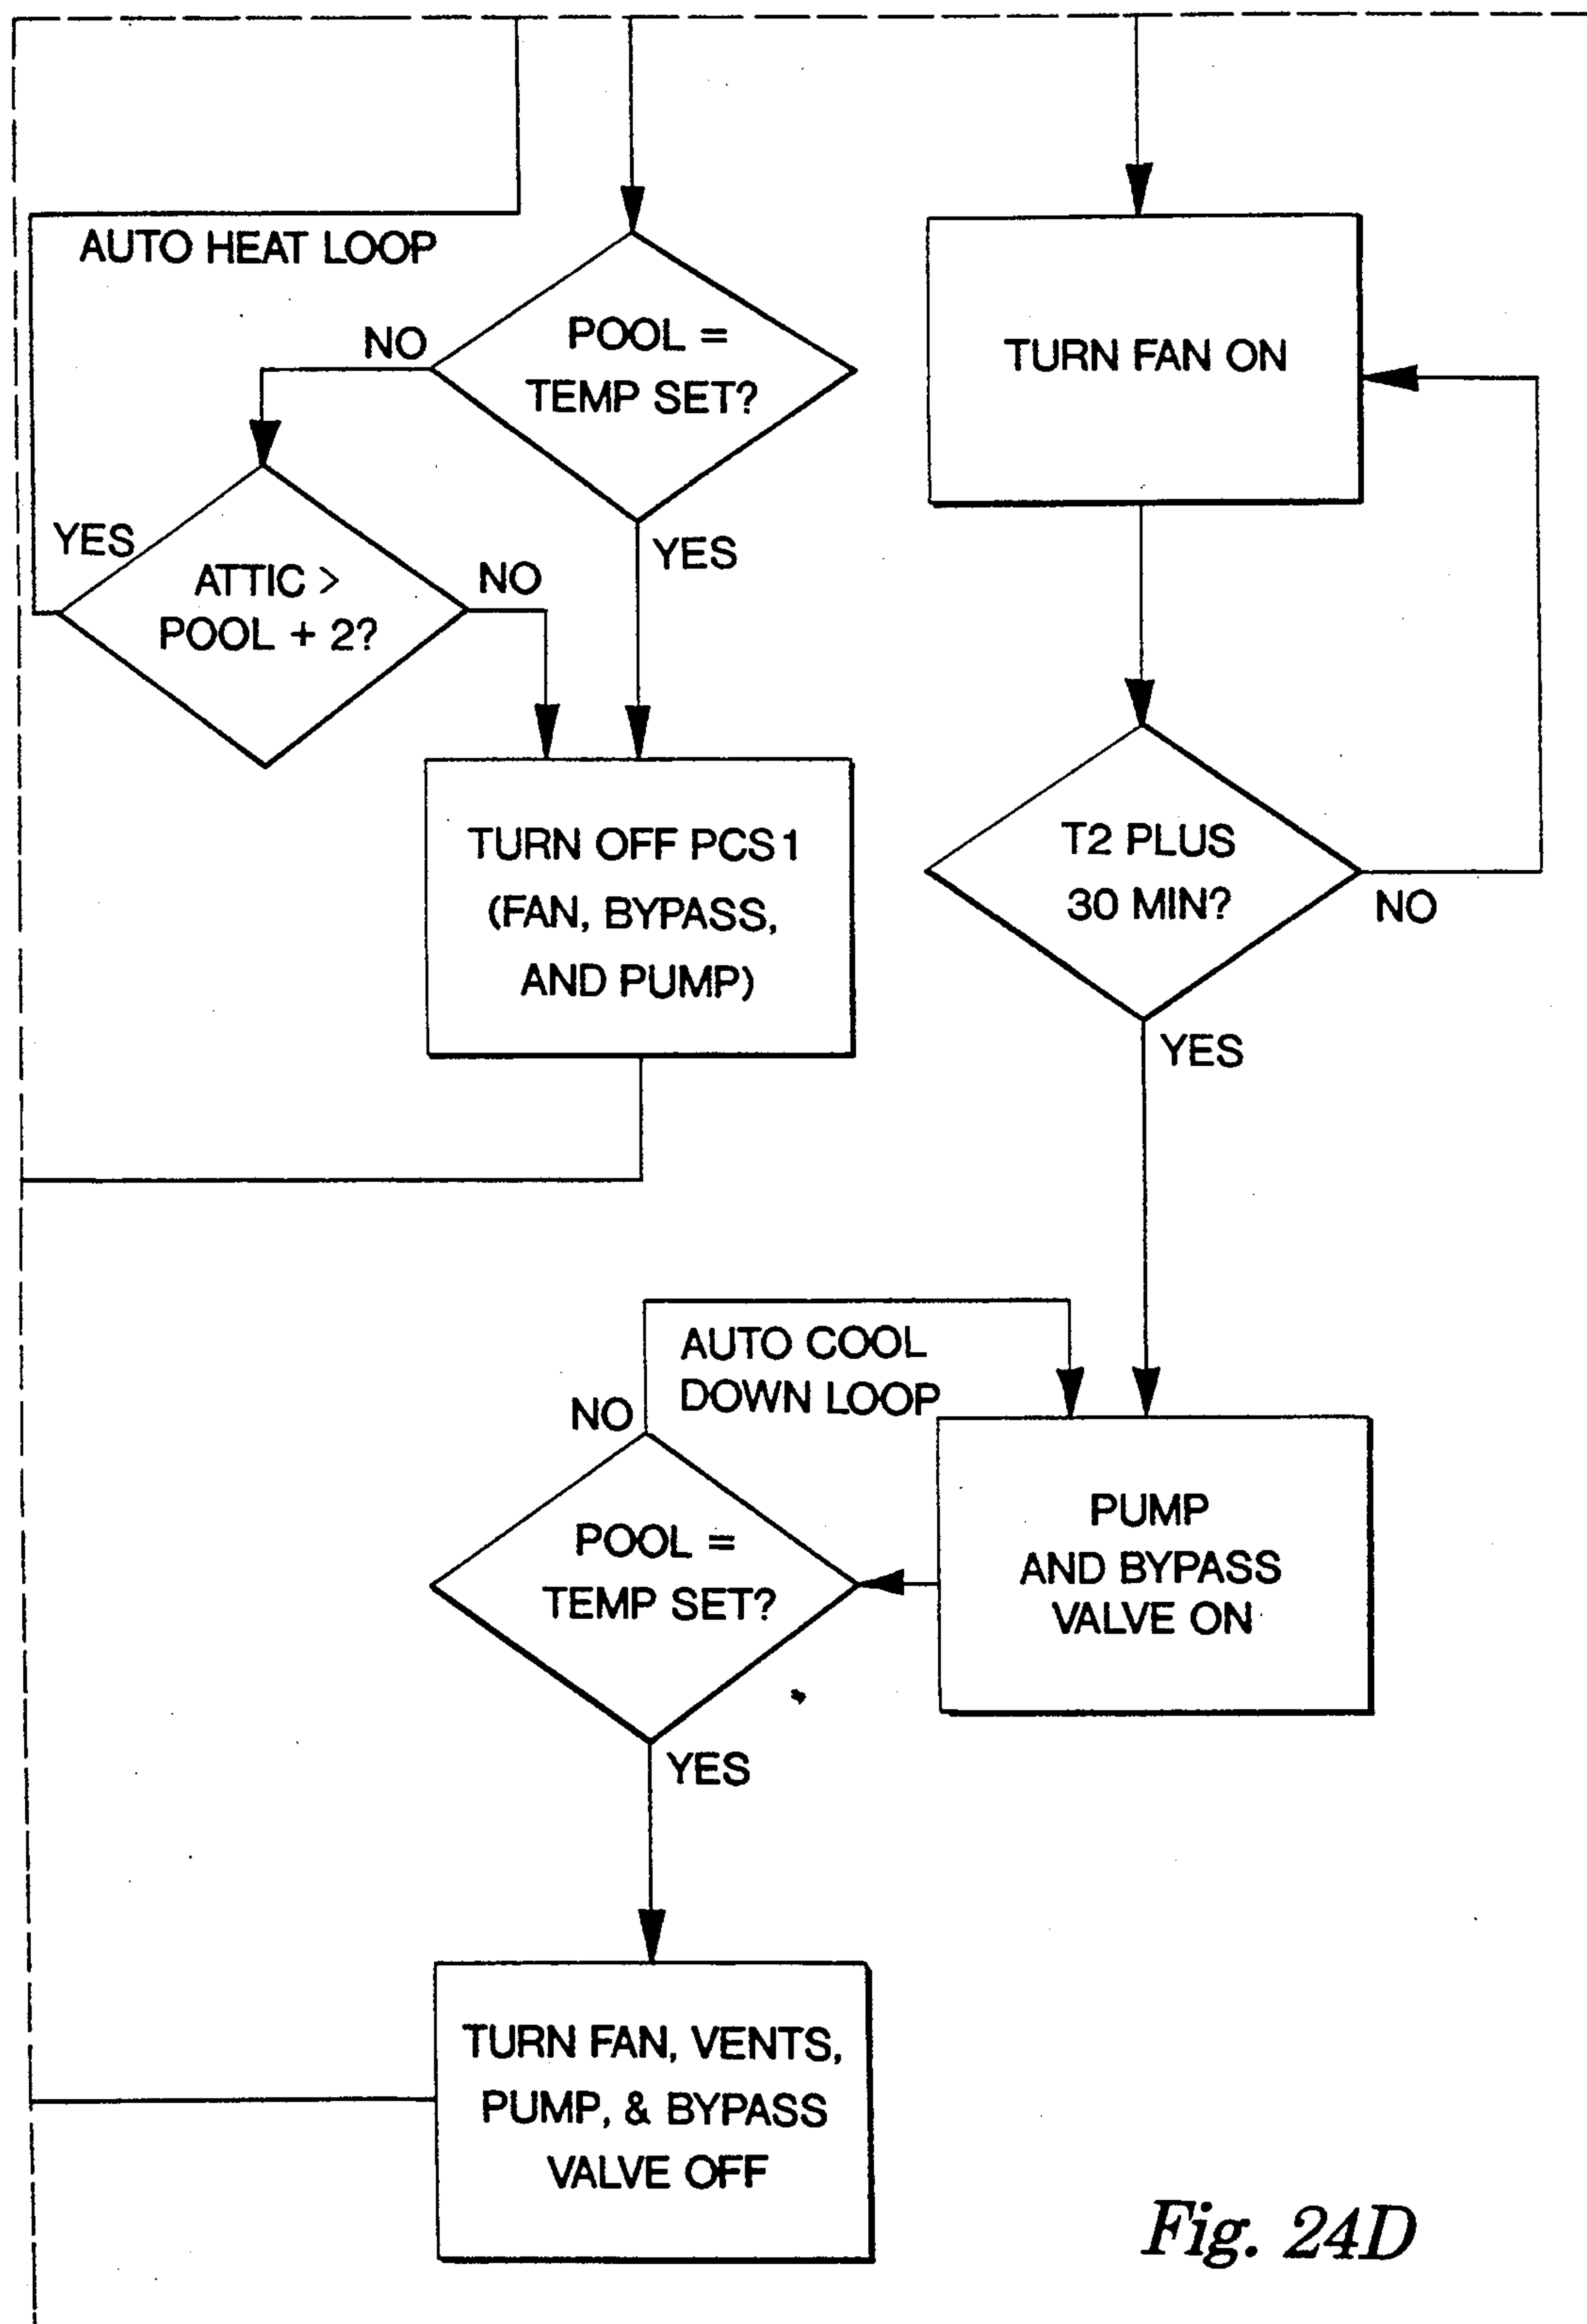 AUTO HEAT LOOP
NO
POOL =
TEMP SET?
YES
YES
ATTIC >
POOL + 2?
NO
TURN OFF PCS1
(FAN, BYPASS,
AND PUMP)
TURN FAN ON
T2 PLUS
30 MIN?
NO
YES
AUTO COOL
DOWN LOOP
NO
POOL =
TEMP SET?
YES
PUMP
AND BYPASS
VALVE ON
TURN FAN, VENTS,
PUMP, & BYPASS
VALVE OFF
Fig. 24D